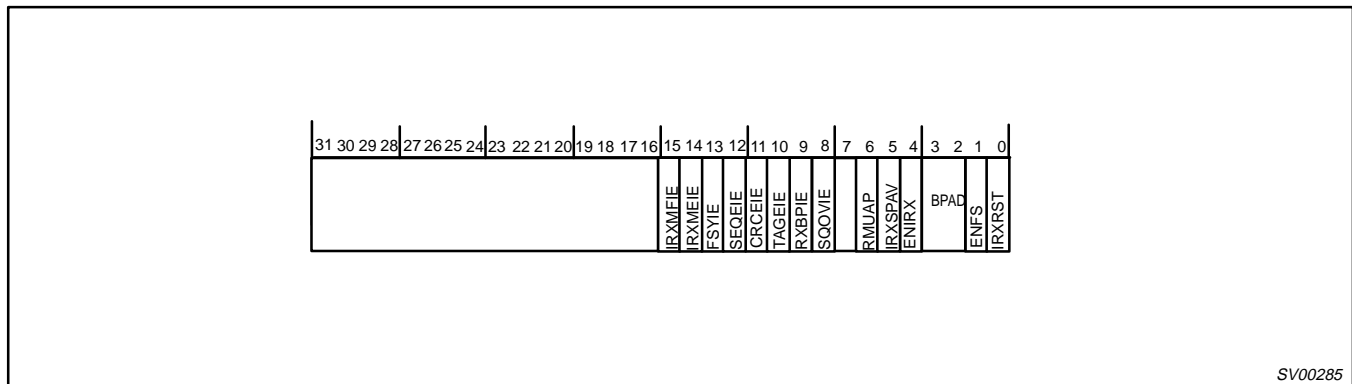 31 30 29 28 27 26 25 24 23 22 21 20 19 18 17 16 15 14 13 12 11 10 9 8 7 6 5 4 3 2 1 0
IRXMFIE
IRXMEIE
FSYIE
SEQEIE
CRCEIE
TAGEIE
RXBPIE
SQOVIE
RMUAP
IRXSPAV
ENIRX
BPAD
ENFS
IRXRST
SV00285